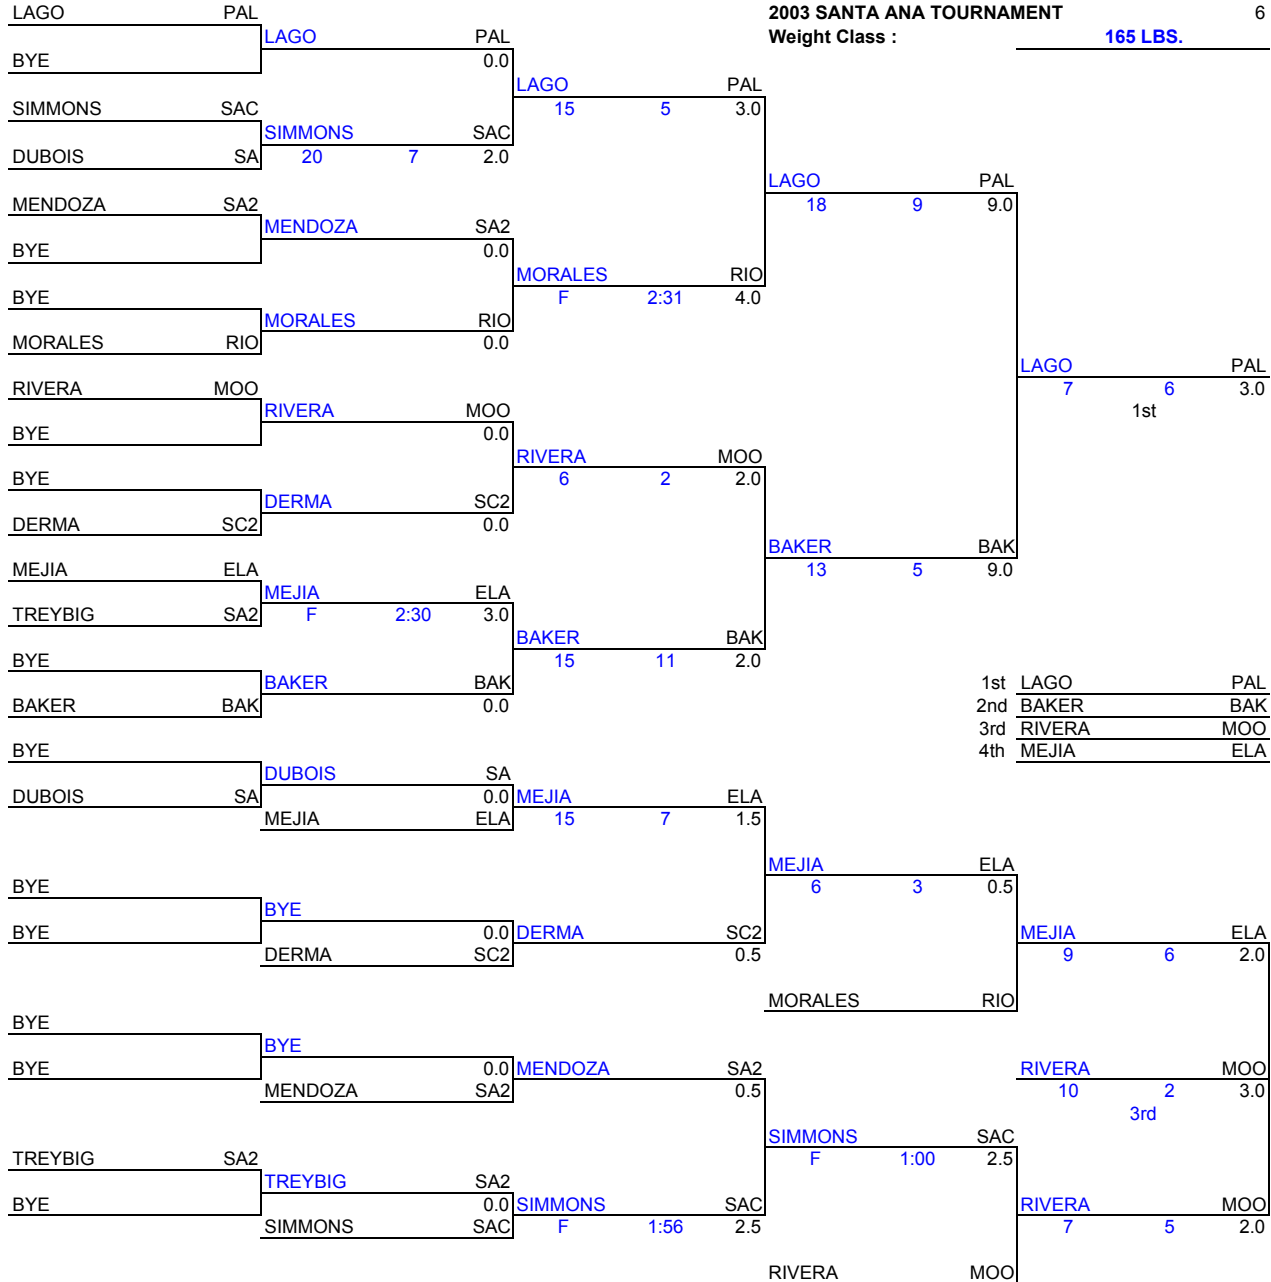 LAGO PAL 2003 SANTA ANA TOURNAMENT 6
LAGO PAL Weight Class : 165 LBS.
BYE 0.0
LAGO PAL
SIMMONS SAC 15 5 3.0
SIMMONS SAC
DUBOIS SA 20 7 2.0
LAGO PAL
MENDOZA SA2 18 9 9.0
MENDOZA SA2
BYE 0.0
MORALES RIO
BYE F 2:31 4.0
MORALES RIO
MORALES RIO 0.0
LAGO PAL
RIVERA MOO 7 6 3.0
RIVERA MOO 1st
BYE 0.0
RIVERA MOO
BYE 6 2 2.0
DERMA SC2
DERMA SC2 0.0
BAKER BAK
MEJIA ELA 13 5 9.0
MEJIA ELA
TREYBIG SA2 F 2:30 3.0
BAKER BAK
BYE 15 11 2.0
BAKER BAK 1st LAGO PAL
BAKER BAK 0.0 2nd BAKER BAK
3rd RIVERA MOO
BYE 4th MEJIA ELA
DUBOIS SA
DUBOIS SA 0.0 MEJIA ELA
MEJIA ELA 15 7 1.5
MEJIA ELA
BYE 6 3 0.5
BYE
BYE 0.0 DERMA SC2 MEJIA ELA
DERMA SC2 0.5 9 6 2.0
MORALES RIO
BYE
BYE
BYE 0.0 MENDOZA SA2 RIVERA MOO
MENDOZA SA2 0.5 10 2 3.0
3rd
SIMMONS SAC
TREYBIG SA2 F 1:00 2.5
TREYBIG SA2
BYE 0.0 SIMMONS SAC RIVERA MOO
SIMMONS SAC F 1:56 2.5 7 5 2.0
RIVERA MOO